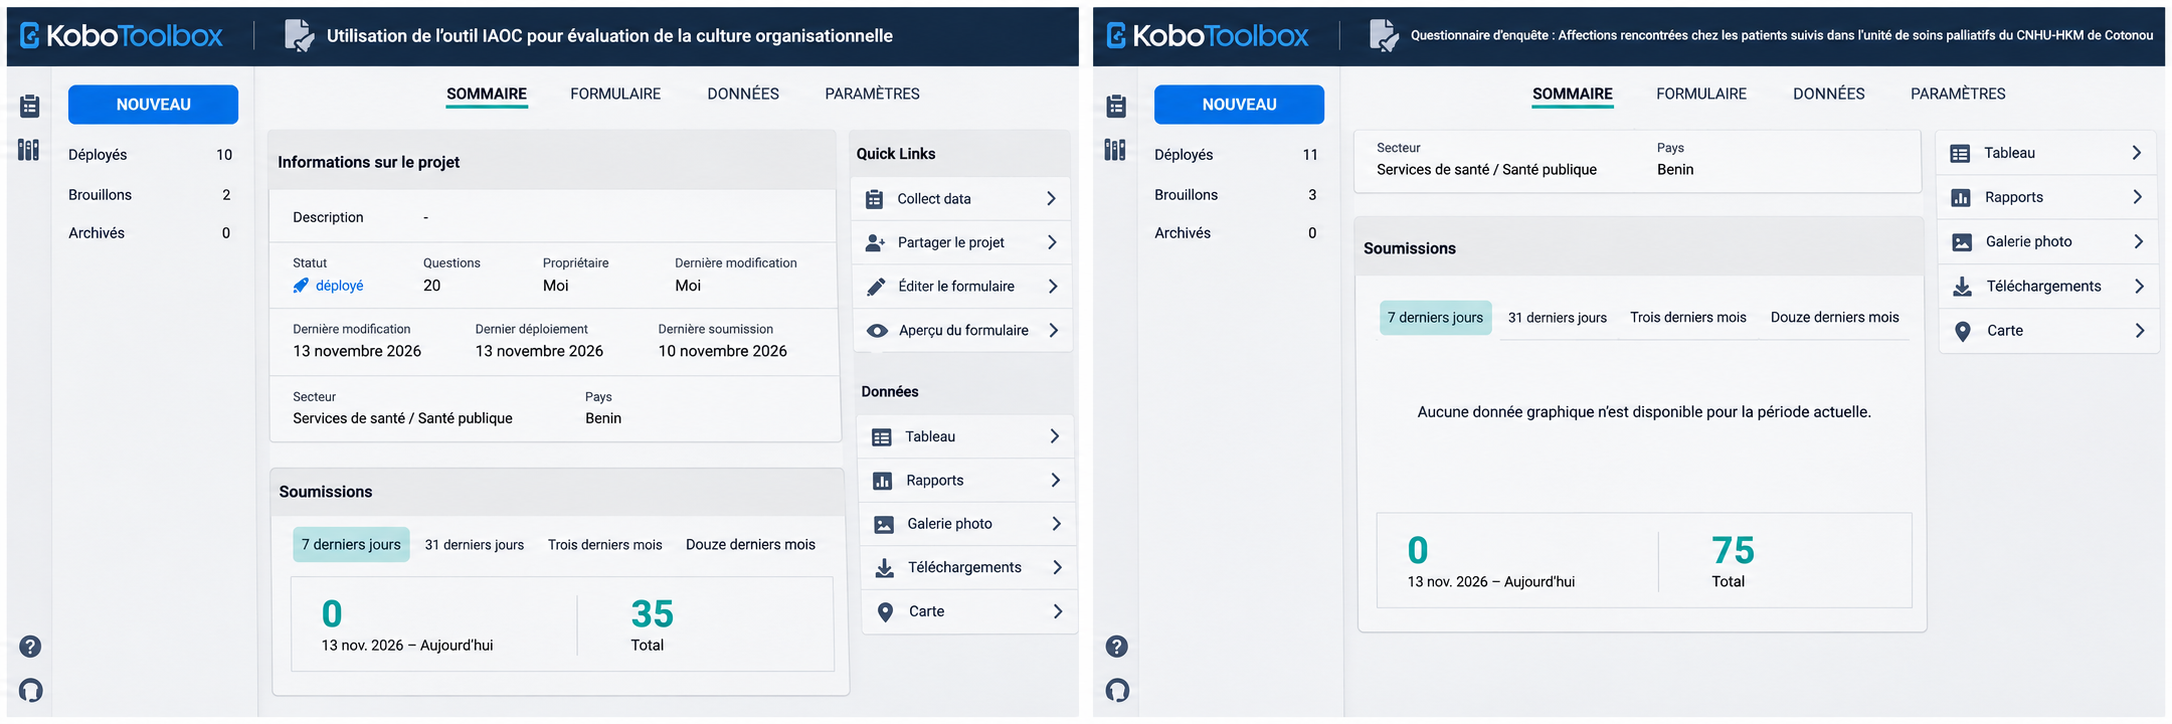 KoboToolbox
Utilisation de l'outil IAOC pour évaluation de la culture organisationnelle
NOUVEAU
Déployés 10
Brouillons 2
Archivés 0
SOMMAIRE FORMULAIRE DONNÉES PARAMÈTRES
Informations sur le projet
Description -
Statut Questions Propriétaire Dernière modification
déployé 20 Moi Moi
Dernière modification Dernier déploiement Dernière soumission
13 novembre 2026 13 novembre 2026 10 novembre 2026
Secteur Pays
Services de santé / Santé publique Benin
Soumissions
7 derniers jours 31 derniers jours Trois derniers mois Douze derniers mois
0 35
13 nov. 2026 – Aujourd'hui Total
Quick Links
Collect data
Partager le projet
Éditer le formulaire
Aperçu du formulaire
Données
Tableau
Rapports
Galerie photo
Téléchargements
Carte
KoboToolbox
Questionnaire d'enquête : Affections rencontrées chez les patients suivis dans l'unité de soins palliatifs du CNHU-HKM de Cotonou
NOUVEAU
Déployés 11
Brouillons 3
Archivés 0
SOMMAIRE FORMULAIRE DONNÉES PARAMÈTRES
Secteur Pays
Services de santé / Santé publique Benin
Soumissions
7 derniers jours 31 derniers jours Trois derniers mois Douze derniers mois
Aucune donnée graphique n'est disponible pour la période actuelle.
0 75
13 nov. 2026 – Aujourd'hui Total
Tableau
Rapports
Galerie photo
Téléchargements
Carte